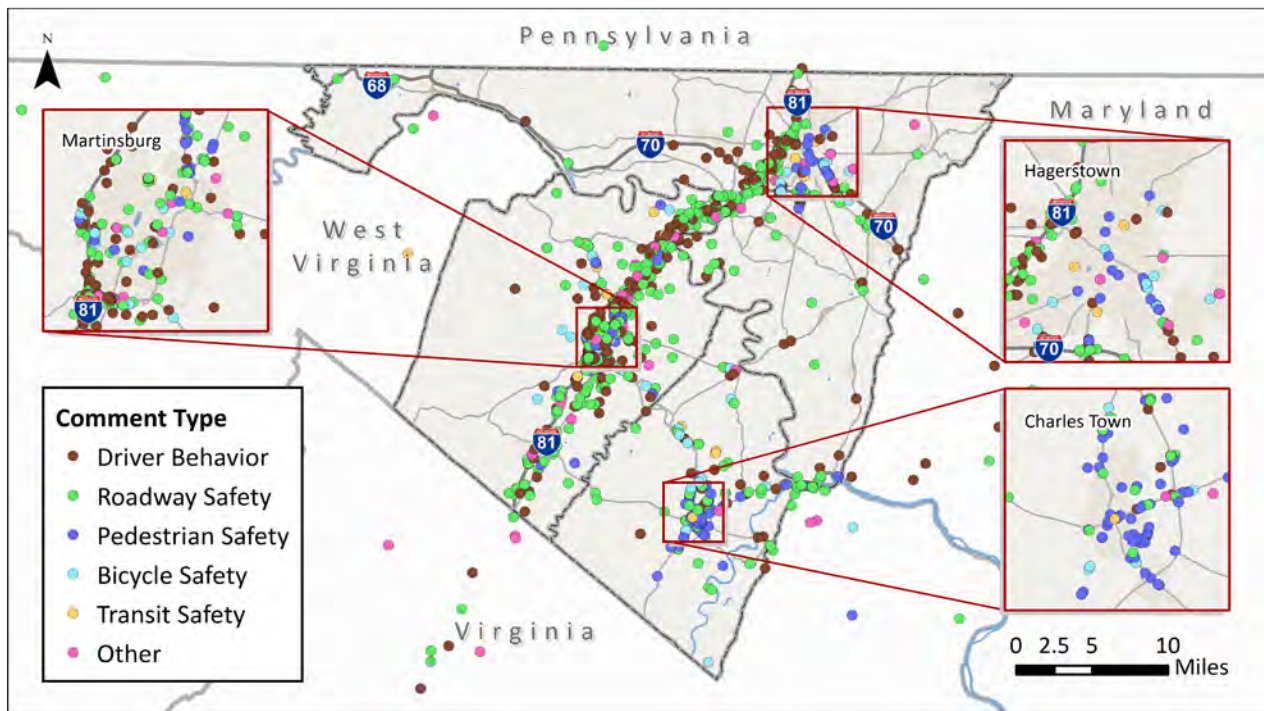 Pennsylvania
N
68
81
Maryland
Martinsburg
70
Hagerstown
81
West
Virginia
70
81
70
Charles Town
Comment Type
Driver Behavior
Roadway Safety
Pedestrian Safety
Bicycle Safety
Transit Safety
Other
81
Virginia
0 2.5 5 10
Miles